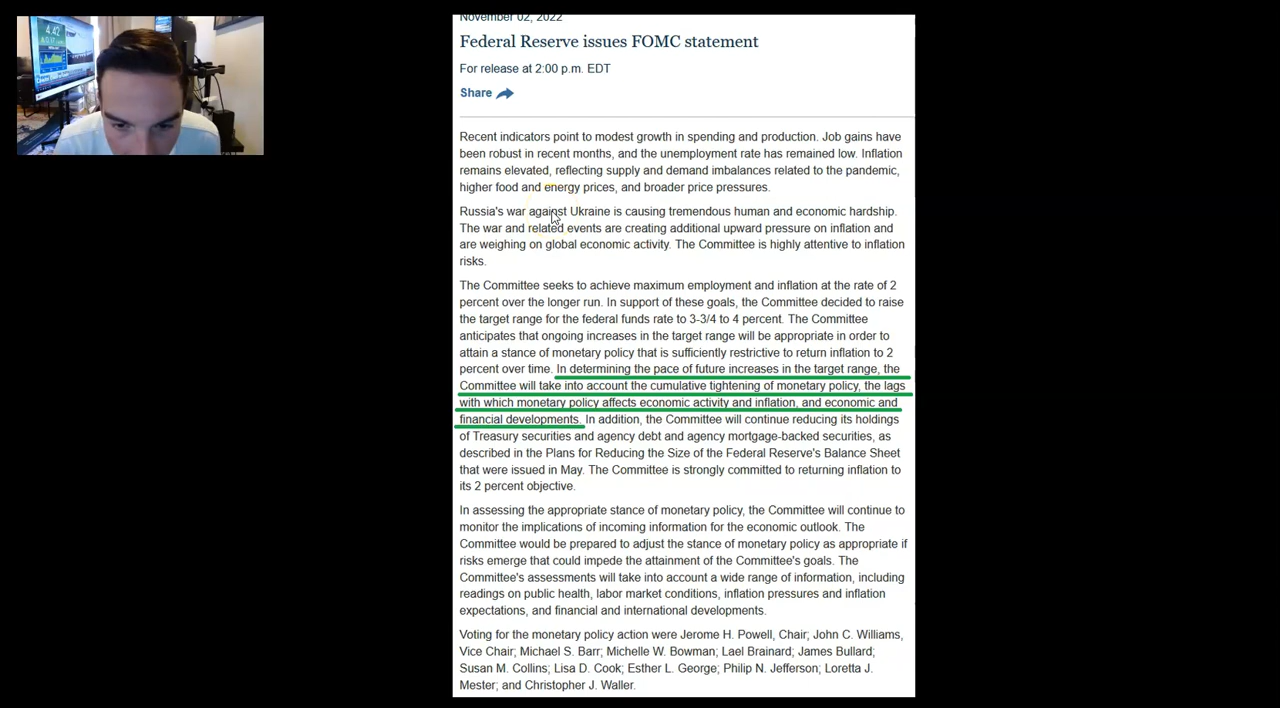 4.42
November 02, 2022
Federal Reserve issues FOMC statement
For release at 2:00 p.m. EDT
Share
Recent indicators point to modest growth in spending and production. Job gains have
been robust in recent months, and the unemployment rate has remained low. Inflation
remains elevated, reflecting supply and demand imbalances related to the pandemic,
higher food and energy prices, and broader price pressures.
Russia's war against Ukraine is causing tremendous human and economic hardship.
The war and related events are creating additional upward pressure on inflation and
are weighing on global economic activity. The Committee is highly attentive to inflation
risks.
The Committee seeks to achieve maximum employment and inflation at the rate of 2
percent over the longer run. In support of these goals, the Committee decided to raise
the target range for the federal funds rate to 3-3/4 to 4 percent. The Committee
anticipates that ongoing increases in the target range will be appropriate in order to
attain a stance of monetary policy that is sufficiently restrictive to return inflation to 2
percent over time. In determining the pace of future increases in the target range, the
Committee will take into account the cumulative tightening of monetary policy, the lags
with which monetary policy affects economic activity and inflation, and economic and
financial developments. In addition, the Committee will continue reducing its holdings
of Treasury securities and agency debt and agency mortgage-backed securities, as
described in the Plans for Reducing the Size of the Federal Reserve's Balance Sheet
that were issued in May. The Committee is strongly committed to returning inflation to
its 2 percent objective.
In assessing the appropriate stance of monetary policy, the Committee will continue to
monitor the implications of incoming information for the economic outlook. The
Committee would be prepared to adjust the stance of monetary policy as appropriate if
risks emerge that could impede the attainment of the Committee's goals. The
Committee's assessments will take into account a wide range of information, including
readings on public health, labor market conditions, inflation pressures and inflation
expectations, and financial and international developments.
Voting for the monetary policy action were Jerome H. Powell, Chair; John C. Williams,
Vice Chair; Michael S. Barr; Michelle W. Bowman; Lael Brainard; James Bullard;
Susan M. Collins; Lisa D. Cook; Esther L. George; Philip N. Jefferson; Loretta J.
Mester; and Christopher J. Waller.